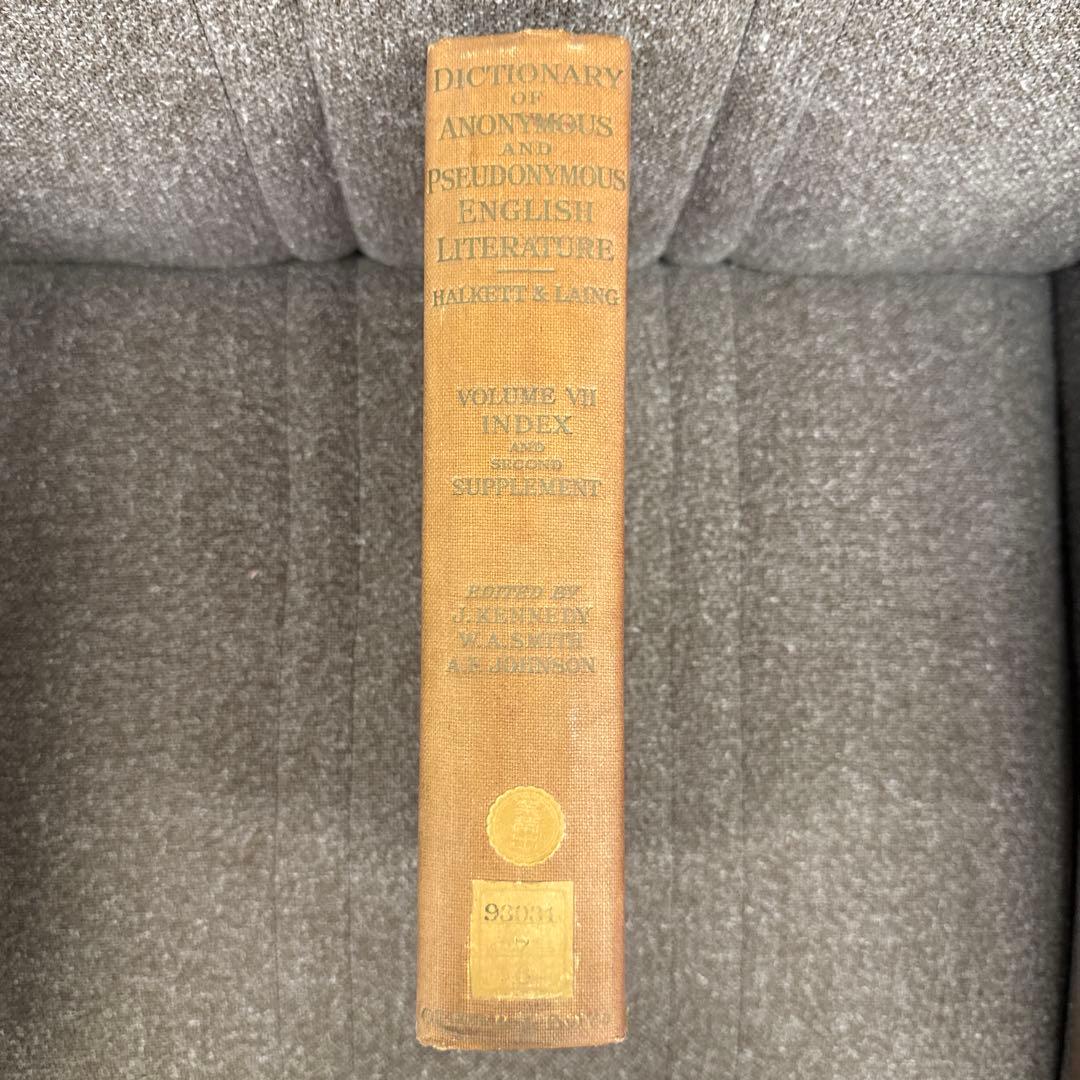 DICTIONARY
OF
ANONYMOUS
AND
PSEUDONYMOUS
ENGLISH
LITERATURE
HALKETT & LAING
VOLUME VII
INDEX
AND
SECOND
SUPPLEMENT
EDITED BY
J. KENNEDY
W. A. SMITH
A. F. JOHNSON
93031
7